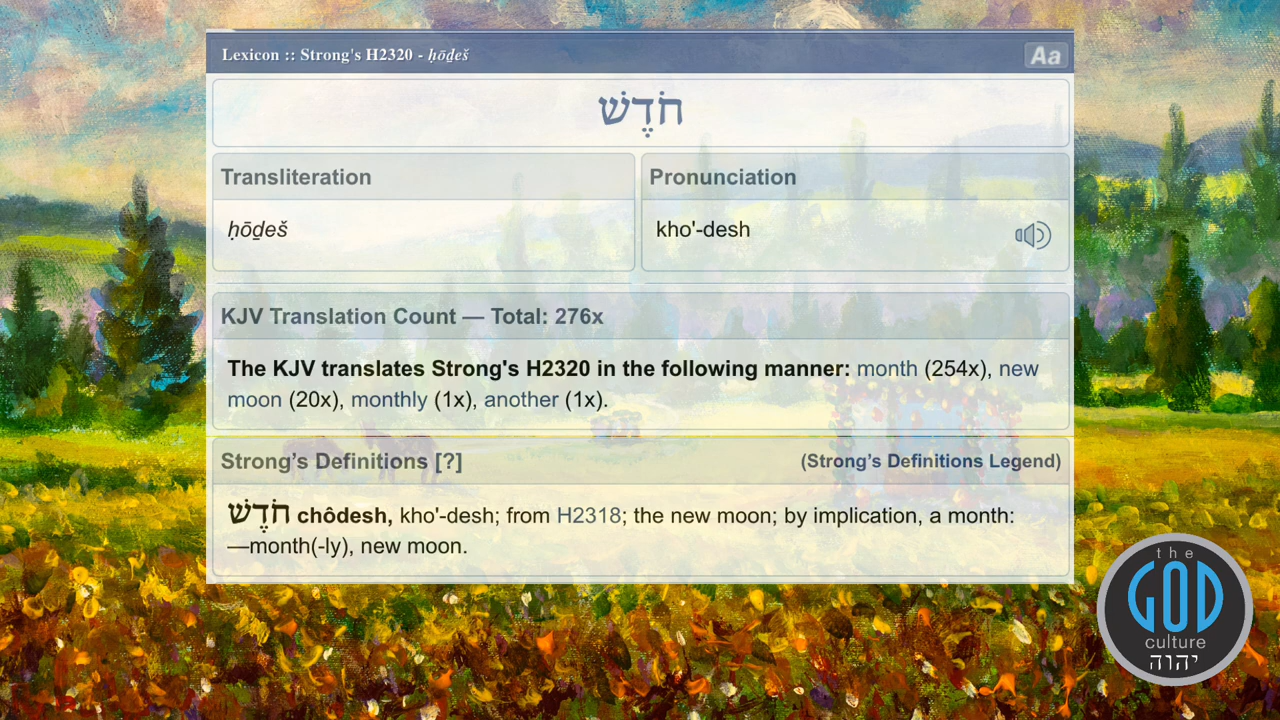 Lexicon :: Strong's H2320 - ḥōḏeš
Aa
חֹדֶשׁ
Transliteration
Pronunciation
ḥōḏeš
kho'-desh
KJV Translation Count — Total: 276x
The KJV translates Strong's H2320 in the following manner: month (254x), new
moon (20x), monthly (1x), another (1x).
Strong’s Definitions [?]
(Strong’s Definitions Legend)
חֹדֶשׁ chôdesh, kho'-desh; from H2318; the new moon; by implication, a month:
—month(-ly), new moon.
the
GOD
culture
יהוה